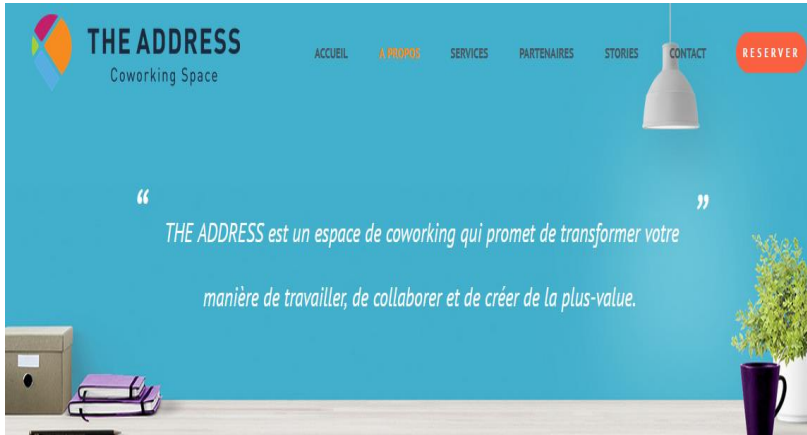 THE ADDRESS
Coworking Space
ACCUEIL A PROPOS SERVICES PARTENAIRES STORIES CONTACT RESERVER
“ ”
THE ADDRESS est un espace de coworking qui promet de transformer votre
manière de travailler, de collaborer et de créer de la plus-value.